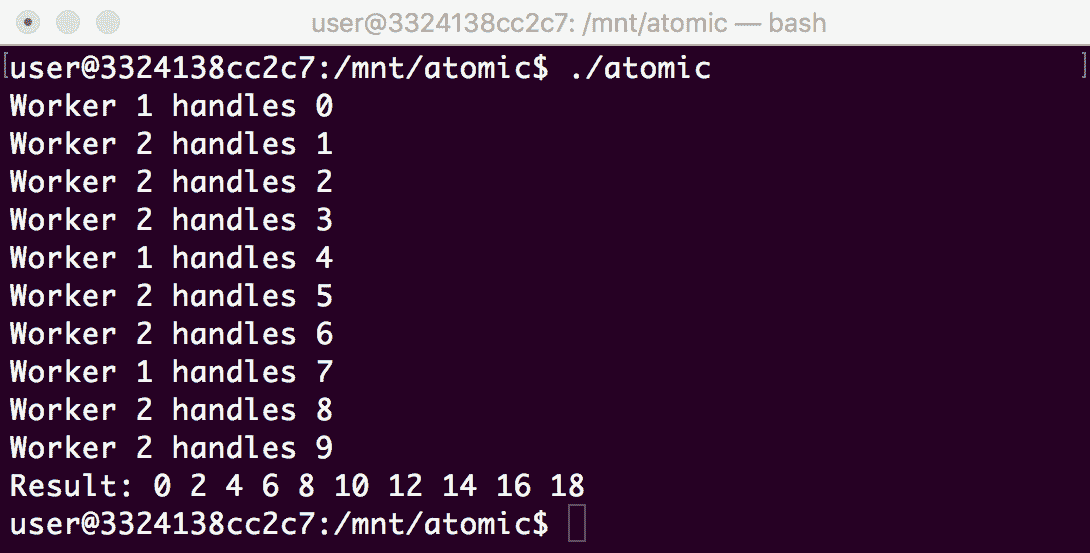 user@3324138cc2c7: /mnt/atomic — bash
[user@3324138cc2c7:/mnt/atomic$ ./atomic ]
Worker 1 handles 0
Worker 2 handles 1
Worker 2 handles 2
Worker 2 handles 3
Worker 1 handles 4
Worker 2 handles 5
Worker 2 handles 6
Worker 1 handles 7
Worker 2 handles 8
Worker 2 handles 9
Result: 0 2 4 6 8 10 12 14 16 18
user@3324138cc2c7:/mnt/atomic$